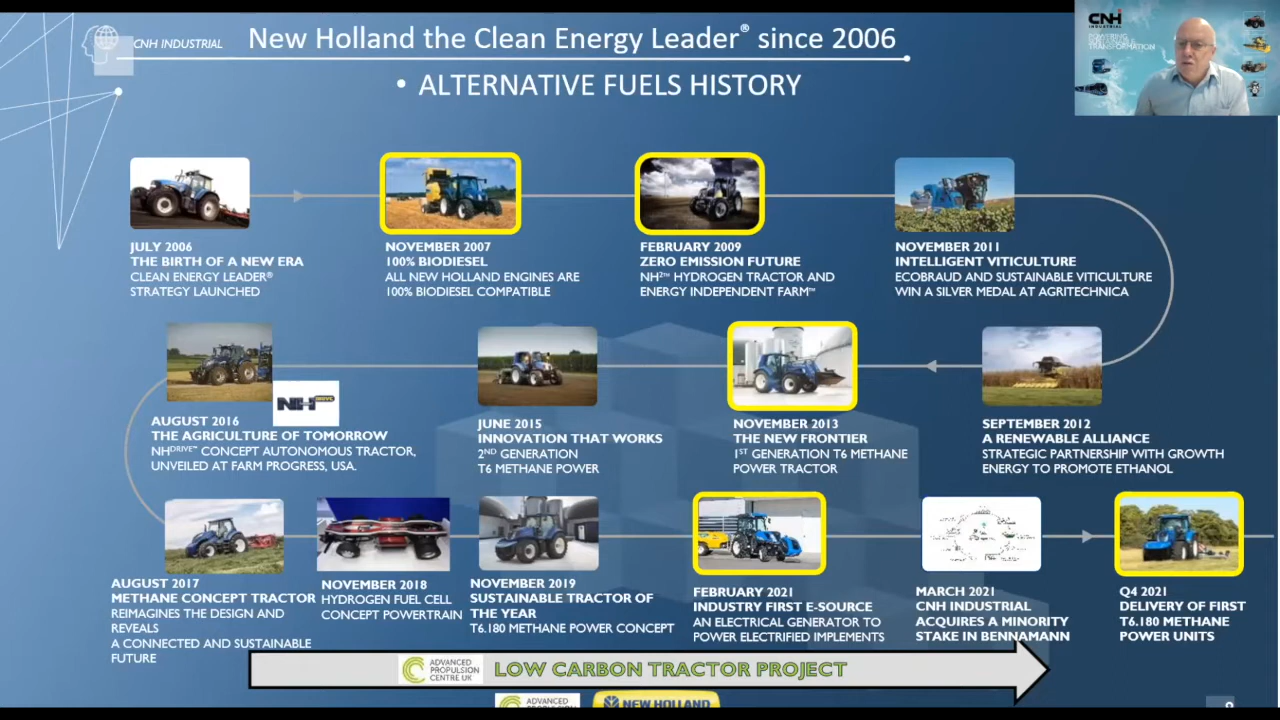 CNH INDUSTRIAL
New Holland the Clean Energy Leader® since 2006
• ALTERNATIVE FUELS HISTORY
CNH
INDUSTRIAL
JULY 2006
THE BIRTH OF A NEW ERA
CLEAN ENERGY LEADER®
STRATEGY LAUNCHED
NOVEMBER 2007
100% BIODIESEL
ALL NEW HOLLAND ENGINES ARE
100% BIODIESEL COMPATIBLE
FEBRUARY 2009
ZERO EMISSION FUTURE
NH²™ HYDROGEN TRACTOR AND
ENERGY INDEPENDENT FARM™
NOVEMBER 2011
INTELLIGENT VITICULTURE
ECOBRAUD AND SUSTAINABLE VITICULTURE
WIN A SILVER MEDAL AT AGRITECHNICA
NH DRIVE
AUGUST 2016
THE AGRICULTURE OF TOMORROW
NHDRIVE™ CONCEPT AUTONOMOUS TRACTOR,
UNVEILED AT FARM PROGRESS, USA.
JUNE 2015
INNOVATION THAT WORKS
2ND GENERATION
T6 METHANE POWER
NOVEMBER 2013
THE NEW FRONTIER
1ST GENERATION T6 METHANE
POWER TRACTOR
SEPTEMBER 2012
A RENEWABLE ALLIANCE
STRATEGIC PARTNERSHIP WITH GROWTH
ENERGY TO PROMOTE ETHANOL
AUGUST 2017
METHANE CONCEPT TRACTOR
REIMAGINES THE DESIGN AND
REVEALS
A CONNECTED AND SUSTAINABLE
FUTURE
NOVEMBER 2018
HYDROGEN FUEL CELL
CONCEPT POWERTRAIN
NOVEMBER 2019
SUSTAINABLE TRACTOR OF
THE YEAR
T6.180 METHANE POWER CONCEPT
FEBRUARY 2021
INDUSTRY FIRST E-SOURCE
AN ELECTRICAL GENERATOR TO
POWER ELECTRIFIED IMPLEMENTS
MARCH 2021
CNH INDUSTRIAL
ACQUIRES A MINORITY
STAKE IN BENNAMANN
Q4 2021
DELIVERY OF FIRST
T6.180 METHANE
POWER UNITS
ADVANCED
PROPULSION
CENTRE UK
LOW CARBON TRACTOR PROJECT
ADVANCED
NEW HOLLAND